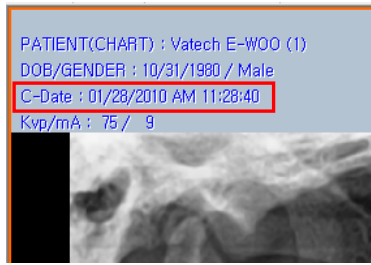 PATIENT(CHART) : Vatech E-WOO (1)
DOB/GENDER : 10/31/1980 / Male
C-Date : 01/28/2010 AM 11:28:40
Kvp/mA : 75 / 9